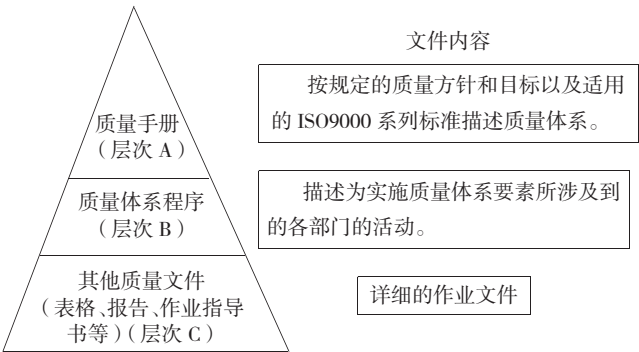 文件内容
按规定的质量方针和目标以及适用
的 ISO9000 系列标准描述质量体系。
质量手册
（层次 A）
描述为实施质量体系要素所涉及到
的各部门的活动。
质量体系程序
（层次 B）
其他质量文件
（表格、报告、作业指导
书等）（层次 C）
详细的作业文件